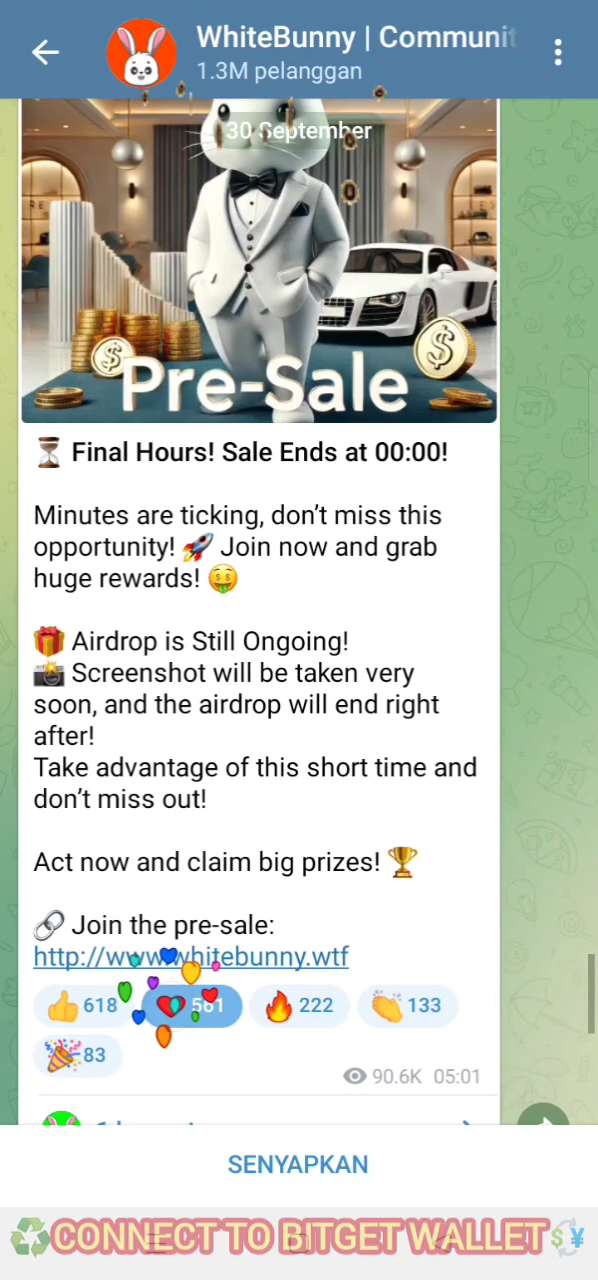 WhiteBunny | Communit
1.3M pelanggan
30 September
Pre-Sale
⏳ Final Hours! Sale Ends at 00:00!
Minutes are ticking, don't miss this
opportunity! 🚀 Join now and grab
huge rewards! 🤑
🎁 Airdrop is Still Ongoing!
📸 Screenshot will be taken very
soon, and the airdrop will end right
after!
Take advantage of this short time and
don't miss out!
Act now and claim big prizes! 🏆
🔗 Join the pre-sale:
http://www.whitebunny.wtf
👍 618 ❤️ 561 🔥 222 👏 133
🎉 83
90.6K 05:01
SENYAPKAN
♻️CONNECT TO BITGET WALLET💱